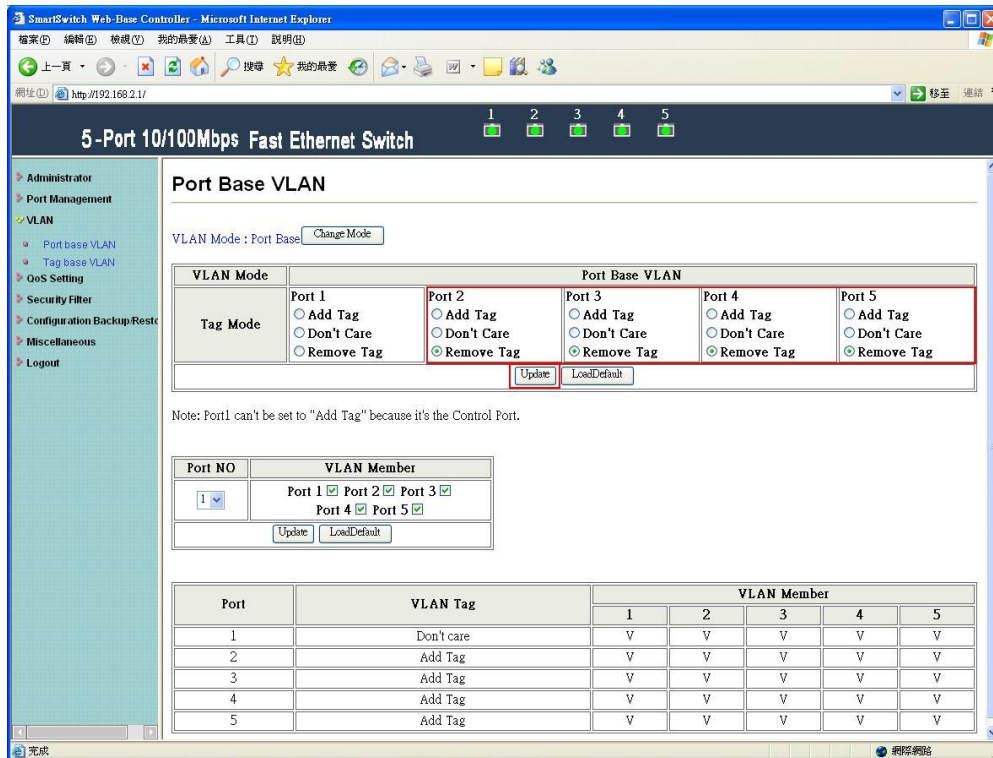 SmartSwitch Web-Base Controller - Microsoft Internet Explorer
檔案(F) 編輯(E) 檢視(V) 我的最愛(A) 工具(T) 說明(H)
上一頁 搜尋 我的最愛
網址(D) http://192.168.2.1/ 移至 連結
1 2 3 4 5
5-Port 10/100Mbps Fast Ethernet Switch
Administrator
Port Management
VLAN
Port base VLAN
Tag base VLAN
QoS Setting
Security Filter
Configuration Backup/Resto
Miscellaneous
Logout
Port Base VLAN
VLAN Mode : Port Base Change Mode
VLAN Mode Port Base VLAN
Tag Mode
Port 1 Port 2 Port 3 Port 4 Port 5
Add Tag Add Tag Add Tag Add Tag Add Tag
Don't Care Don't Care Don't Care Don't Care Don't Care
Remove Tag Remove Tag Remove Tag Remove Tag Remove Tag
Update LoadDefault
Note: Port1 can't be set to "Add Tag" because it's the Control Port.
Port NO VLAN Member
1 Port 1 Port 2 Port 3
Port 4 Port 5
Update LoadDefault
Port VLAN Tag VLAN Member
1 2 3 4 5
1 Don't care V V V V V
2 Add Tag V V V V V
3 Add Tag V V V V V
4 Add Tag V V V V V
5 Add Tag V V V V V
完成 網際網路